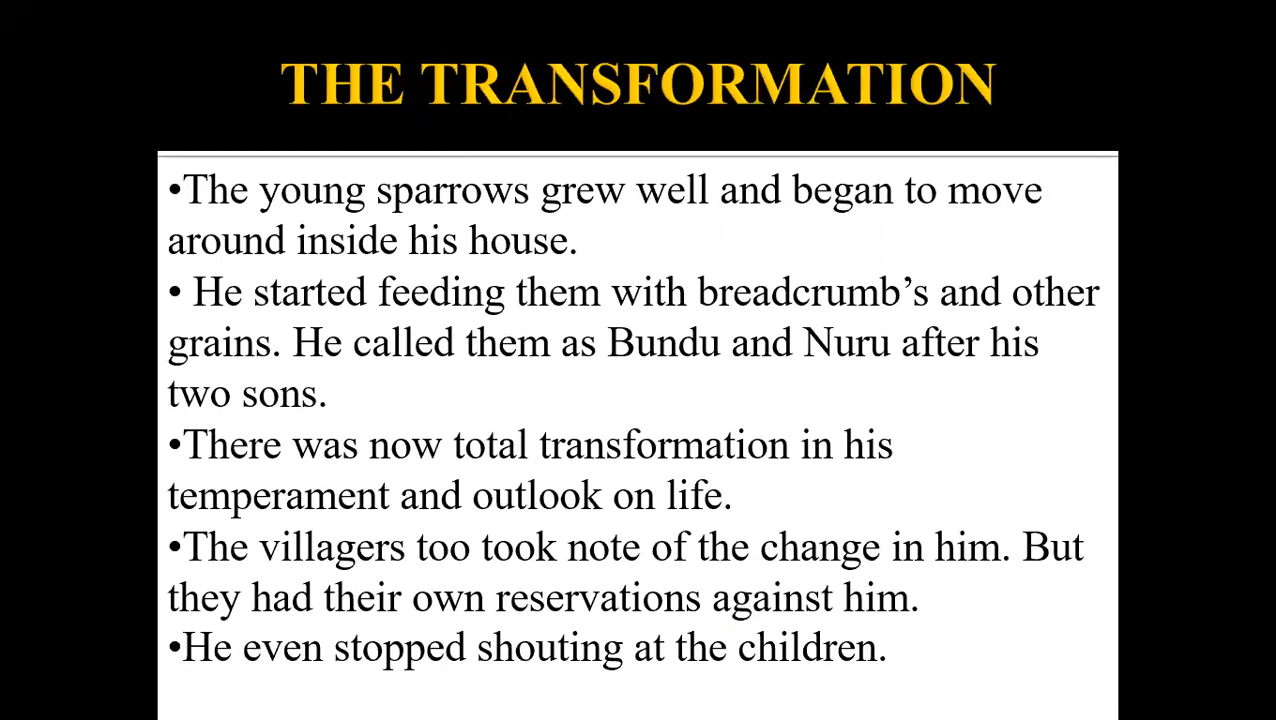 THE TRANSFORMATION
•The young sparrows grew well and began to move
around inside his house.
• He started feeding them with breadcrumb’s and other
grains. He called them as Bundu and Nuru after his
two sons.
•There was now total transformation in his
temperament and outlook on life.
•The villagers too took note of the change in him. But
they had their own reservations against him.
•He even stopped shouting at the children.